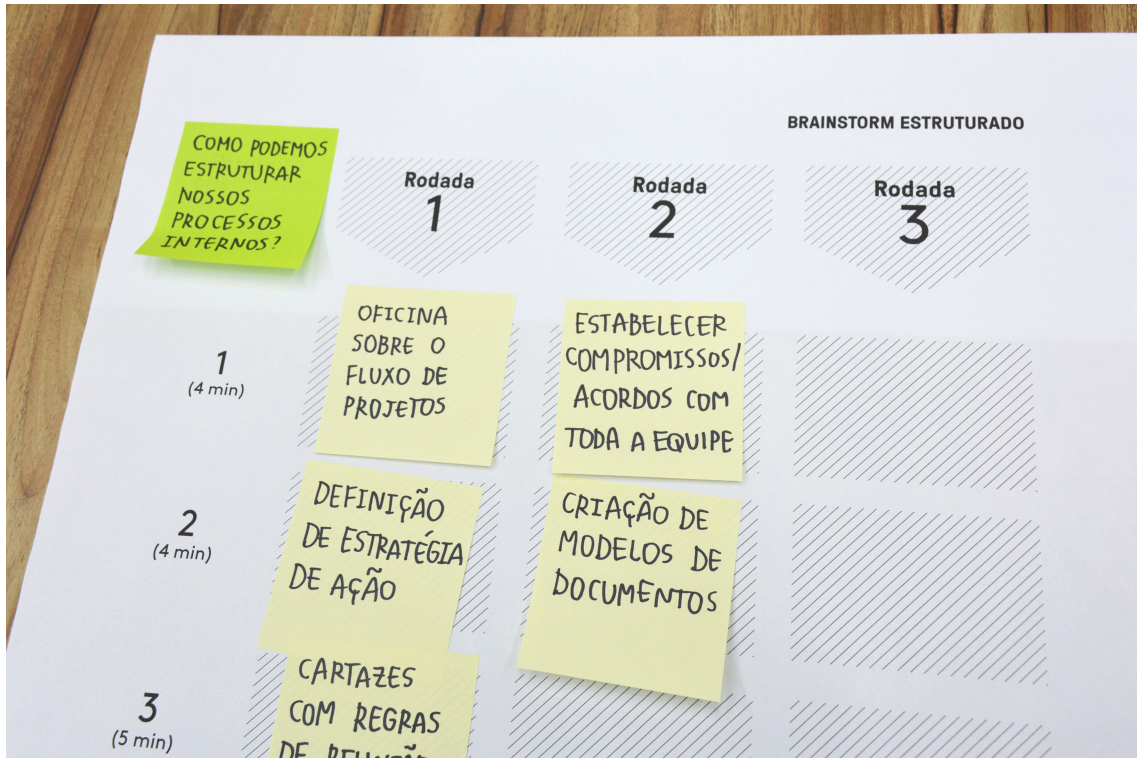 BRAINSTORM ESTRUTURADO
COMO PODEMOS
ESTRUTURAR
NOSSOS
PROCESSOS
INTERNOS?
Rodada
1
Rodada
2
Rodada
3
1
(4 min)
OFICINA
SOBRE O
FLUXO DE
PROJETOS
ESTABELECER
COMPROMISSOS/
ACORDOS COM
TODA A EQUIPE
2
(4 min)
DEFINIÇÃO
DE ESTRATÉGIA
DE AÇÃO
CRIAÇÃO DE
MODELOS DE
DOCUMENTOS
3
(5 min)
CARTAZES
COM REGRAS
DE REUNIÃO